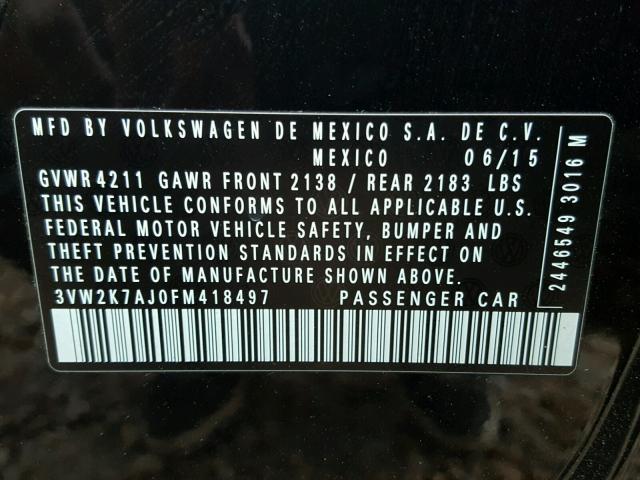 MFD BY VOLKSWAGEN DE MEXICO S.A. DE C.V.
MEXICO 06/15
GVWR 4211 GAWR FRONT 2138 / REAR 2183 LBS
THIS VEHICLE CONFORMS TO ALL APPLICABLE U.S.
FEDERAL MOTOR VEHICLE SAFETY, BUMPER AND
THEFT PREVENTION STANDARDS IN EFFECT ON
THE DATE OF MANUFACTURE SHOWN ABOVE.
3VW2K7AJ0FM418497 PASSENGER CAR
2446549 3016 M